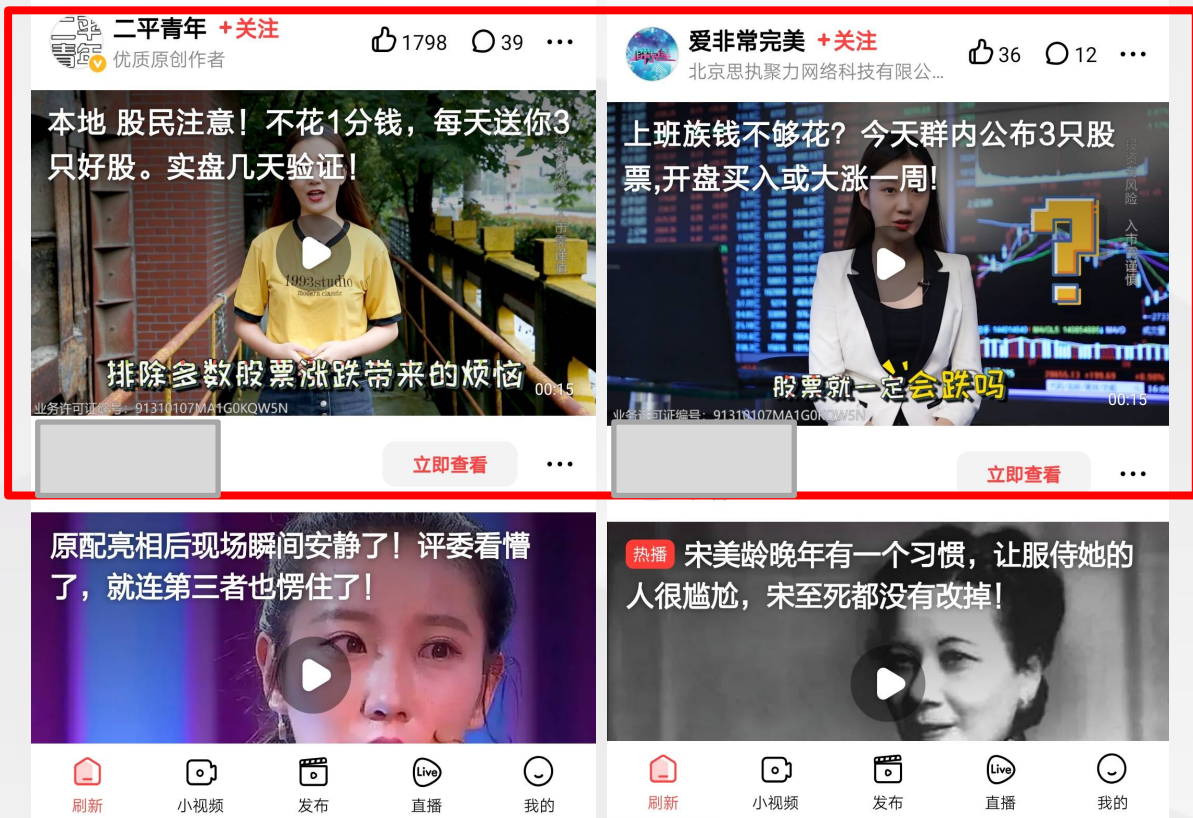 二平青年 +关注
优质原创作者
1798
39
本地 股民注意！不花1分钱，每天送你3
只好股。实盘几天验证！
1993studio
modern classic
排除多数股票涨跌带来的烦恼
00:15
业务许可证编号：91310107MA1G0KQW5N
立即查看
原配亮相后现场瞬间安静了！评委看懵
了，就连第三者也愣住了！
刷新
小视频
发布
Live
直播
我的
爱非常完美 +关注
北京思执聚力网络科技有限公...
36
12
上班族钱不够花？今天群内公布3只股
票,开盘买入或大涨一周!
投资有风险 入市需谨慎
股票就一定会跌吗
00:15
业务许可证编号：91310107MA1G0KQW5N
立即查看
热播 宋美龄晚年有一个习惯，让服侍她的
人很尴尬，宋至死都没有改掉！
刷新
小视频
发布
Live
直播
我的